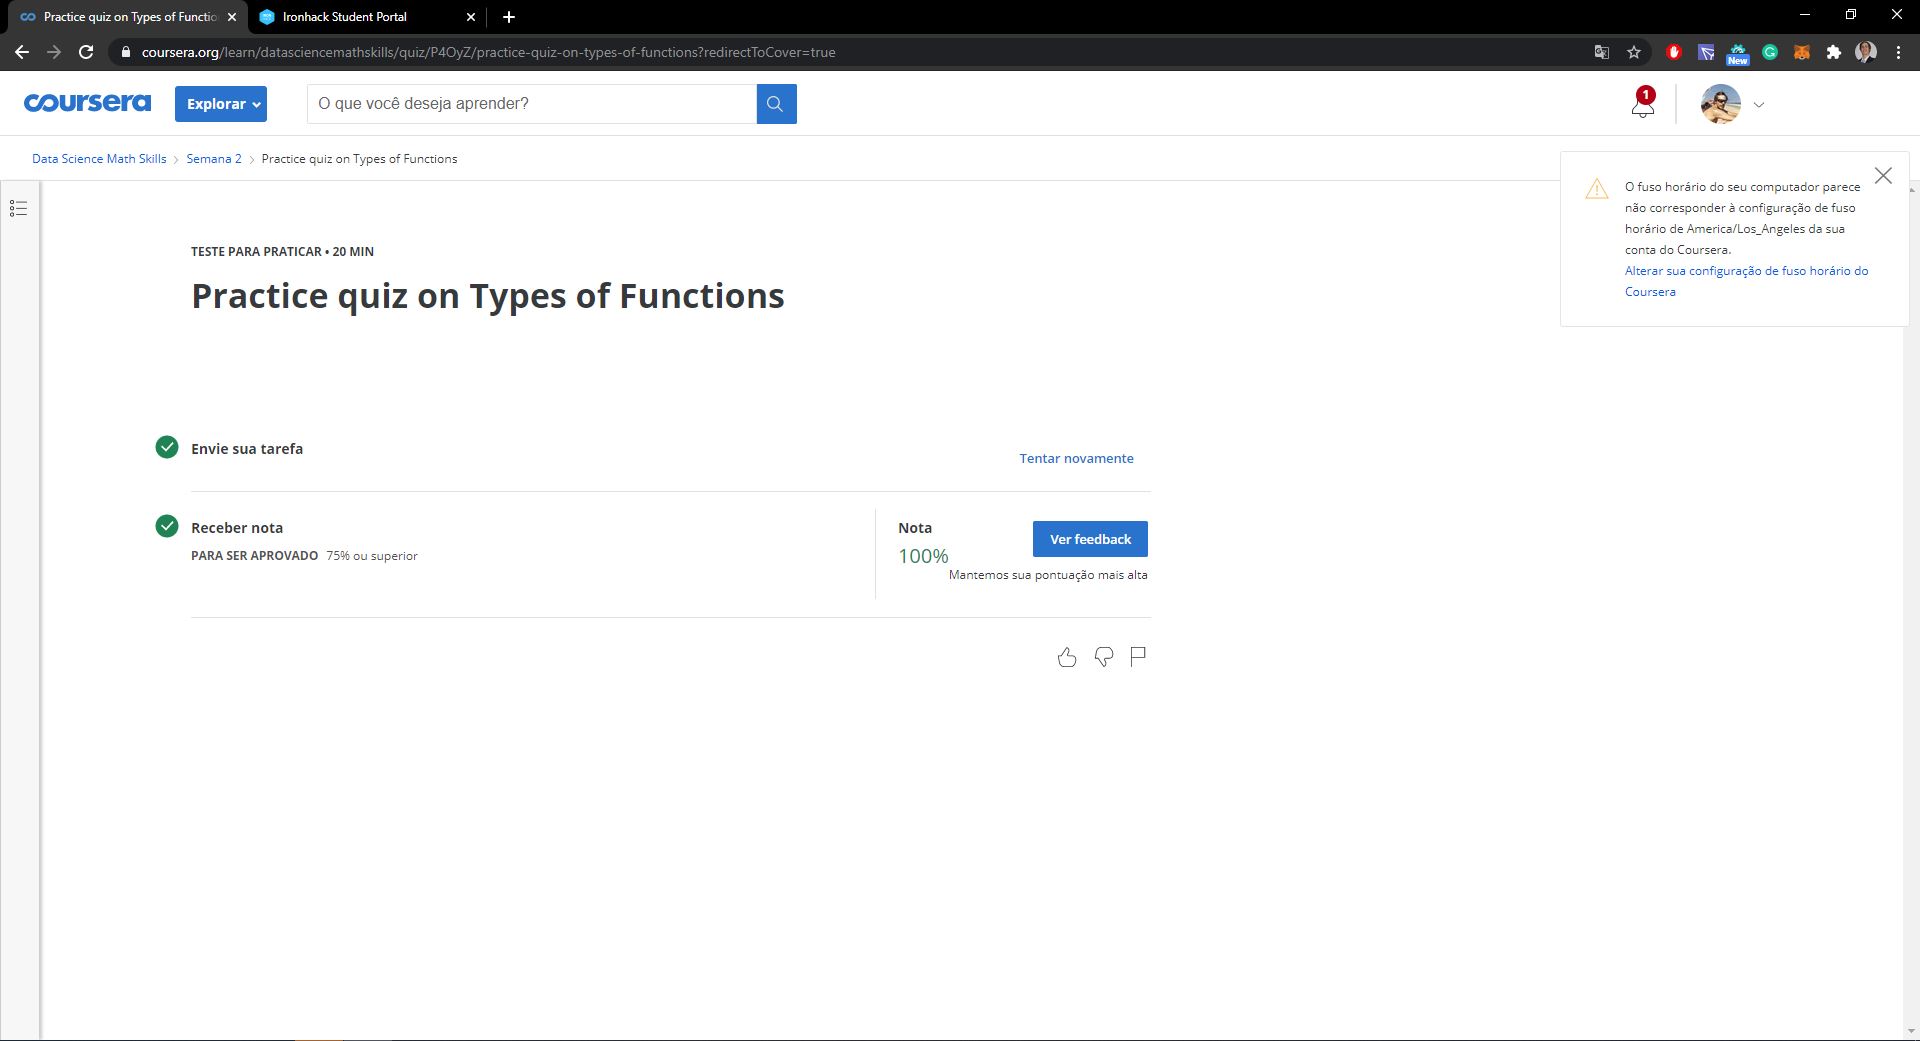 Practice quiz on Types of Functio
Ironhack Student Portal
coursera.org/learn/datasciencemathskills/quiz/P4OyZ/practice-quiz-on-types-of-functions?redirectToCover=true
New
coursera
Explorar
O que você deseja aprender?
1
Data Science Math Skills
Semana 2
Practice quiz on Types of Functions
O fuso horário do seu computador parece
não corresponder à configuração de fuso
horário de America/Los_Angeles da sua
conta do Coursera.
Alterar sua configuração de fuso horário do
Coursera
TESTE PARA PRATICAR • 20 MIN
Practice quiz on Types of Functions
Envie sua tarefa
Tentar novamente
Receber nota
PARA SER APROVADO 75% ou superior
Nota
100%
Ver feedback
Mantemos sua pontuação mais alta